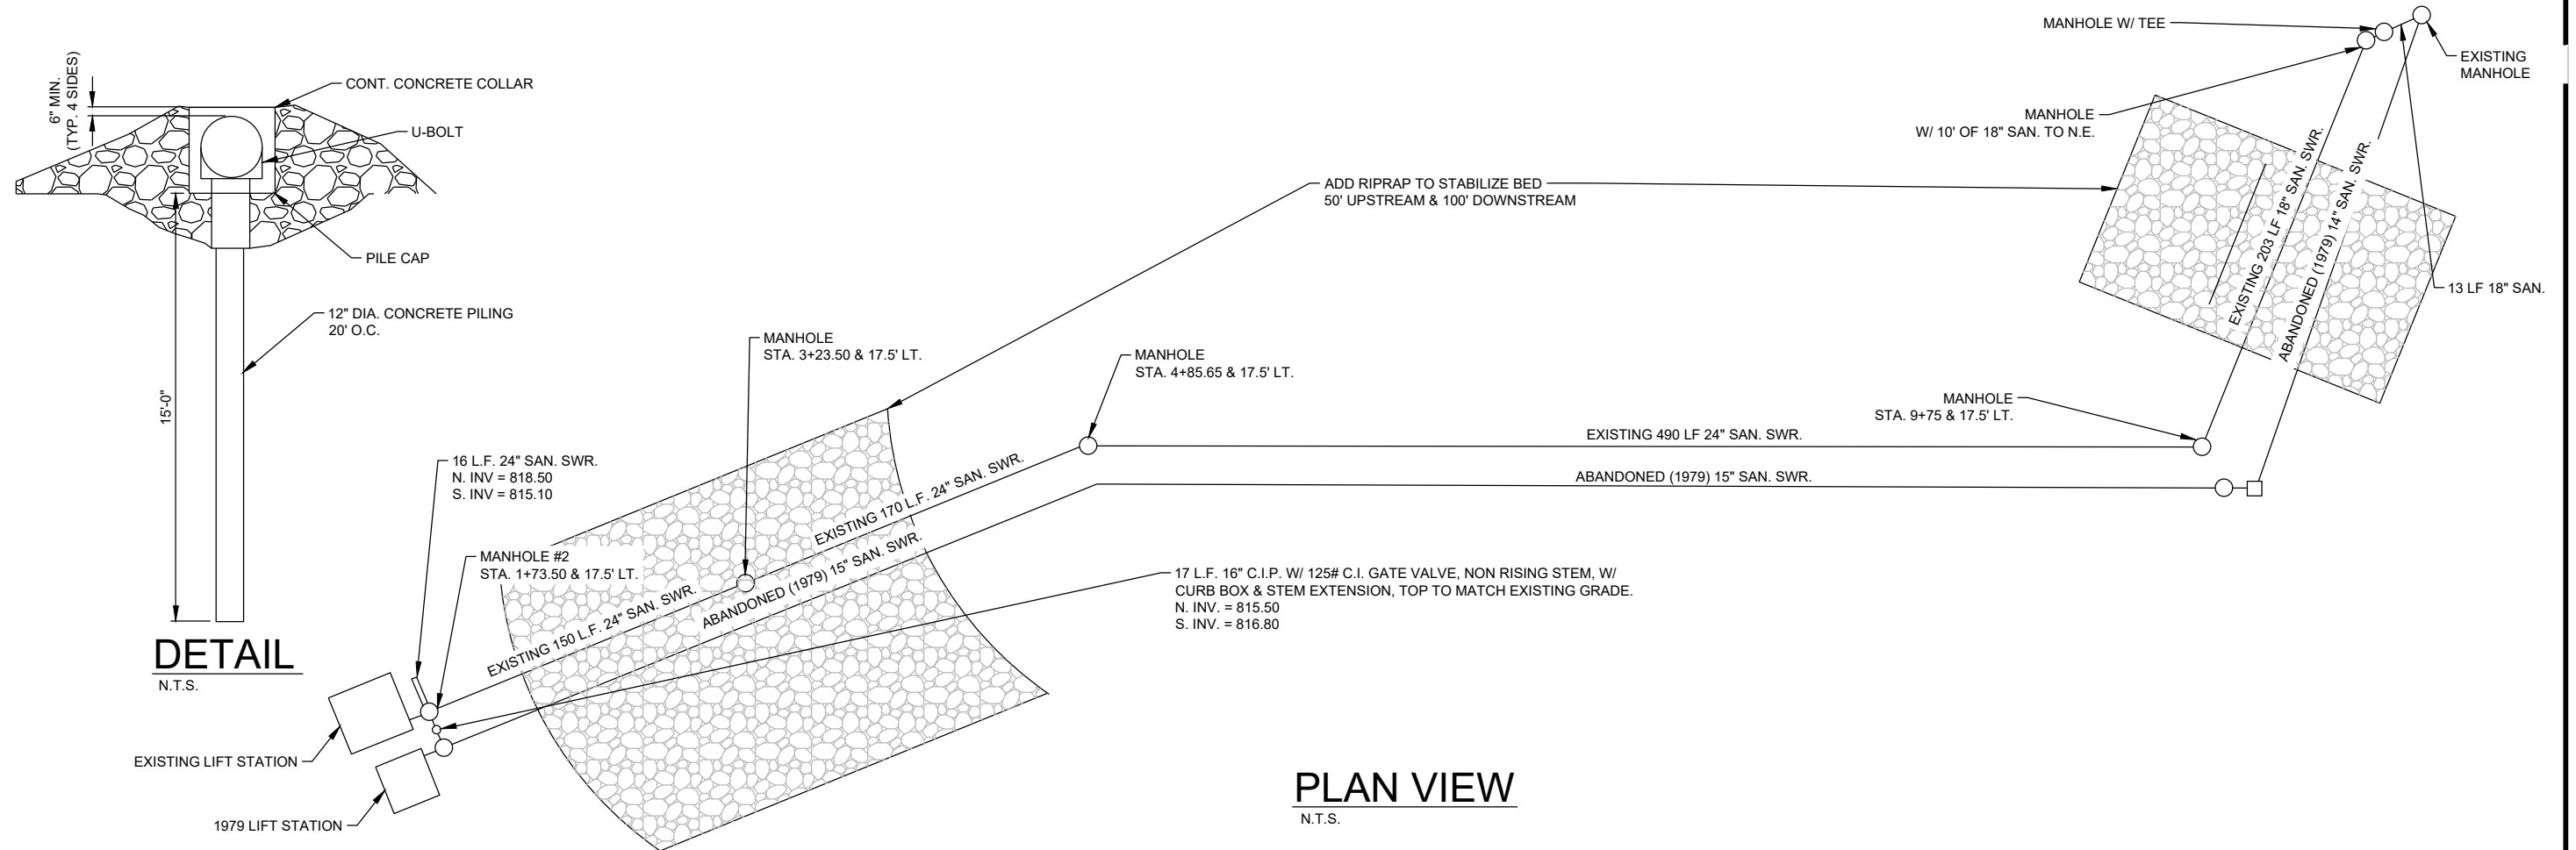 6" MIN.
(TYP. 4 SIDES)
CONT. CONCRETE COLLAR
U-BOLT
PILE CAP
12" DIA. CONCRETE PILING
20' O.C.
15'-0"
DETAIL
N.T.S.
MANHOLE W/ TEE
EXISTING
MANHOLE
MANHOLE
W/ 10' OF 18" SAN. TO N.E.
ADD RIPRAP TO STABILIZE BED
50' UPSTREAM & 100' DOWNSTREAM
EXISTING 203 LF 18" SAN. SWR.
ABANDONED (1979) 14" SAN. SWR.
13 LF 18" SAN.
MANHOLE
STA. 3+23.50 & 17.5' LT.
MANHOLE
STA. 4+85.65 & 17.5' LT.
MANHOLE
STA. 9+75 & 17.5' LT.
EXISTING 490 LF 24" SAN. SWR.
ABANDONED (1979) 15" SAN. SWR.
16 L.F. 24" SAN. SWR.
N. INV = 818.50
S. INV = 815.10
EXISTING 170 L.F. 24" SAN. SWR.
MANHOLE #2
STA. 1+73.50 & 17.5' LT.
ABANDONED (1979) 15" SAN. SWR.
EXISTING 150 L.F. 24" SAN. SWR.
17 L.F. 16" C.I.P. W/ 125# C.I. GATE VALVE, NON RISING STEM, W/
CURB BOX & STEM EXTENSION, TOP TO MATCH EXISTING GRADE.
N. INV. = 815.50
S. INV. = 816.80
EXISTING LIFT STATION
1979 LIFT STATION
PLAN VIEW
N.T.S.